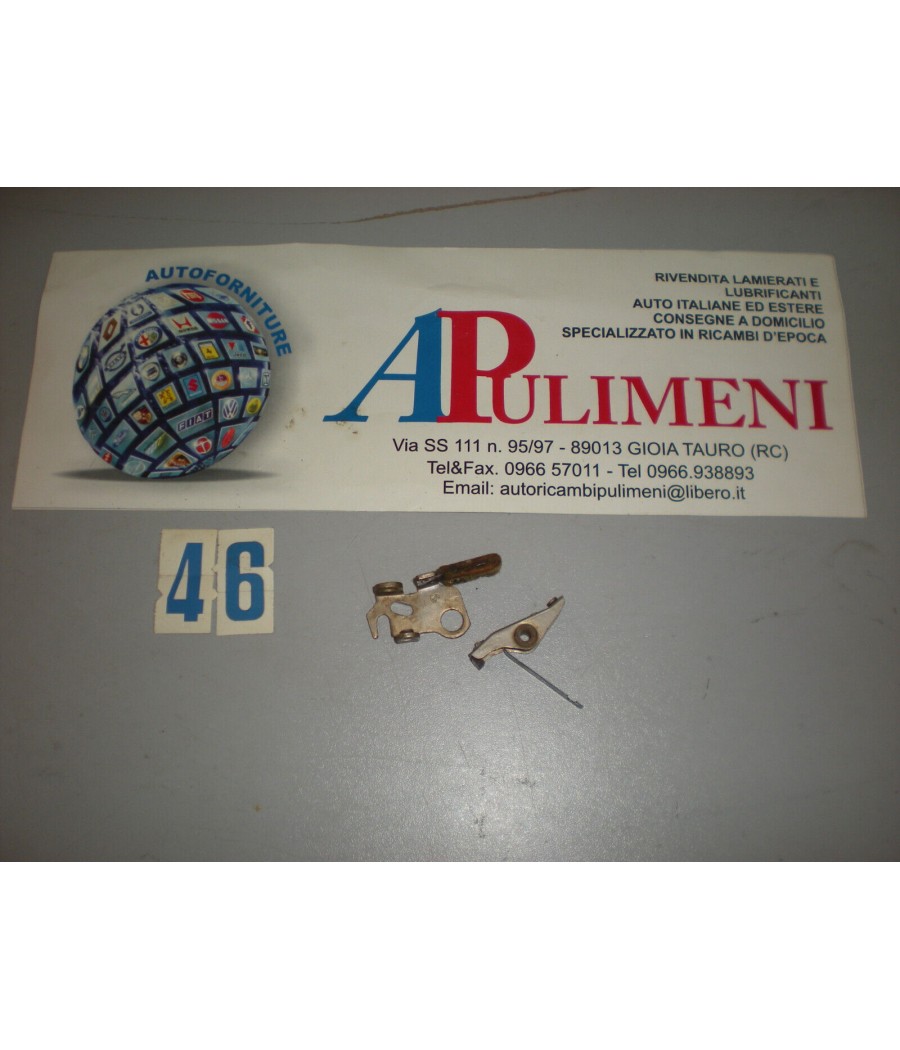 AUTOFORNITURE
FIAT
RIVENDITA LAMIERATI E
LUBRIFICANTI
AUTO ITALIANE ED ESTERE
CONSEGNE A DOMICILIO
SPECIALIZZATO IN RICAMBI D'EPOCA
APULIMENI
Via SS 111 n. 95/97 - 89013 GIOIA TAURO (RC)
Tel&Fax. 0966 57011 - Tel 0966.938893
Email: autoricambipulimeni@libero.it
46